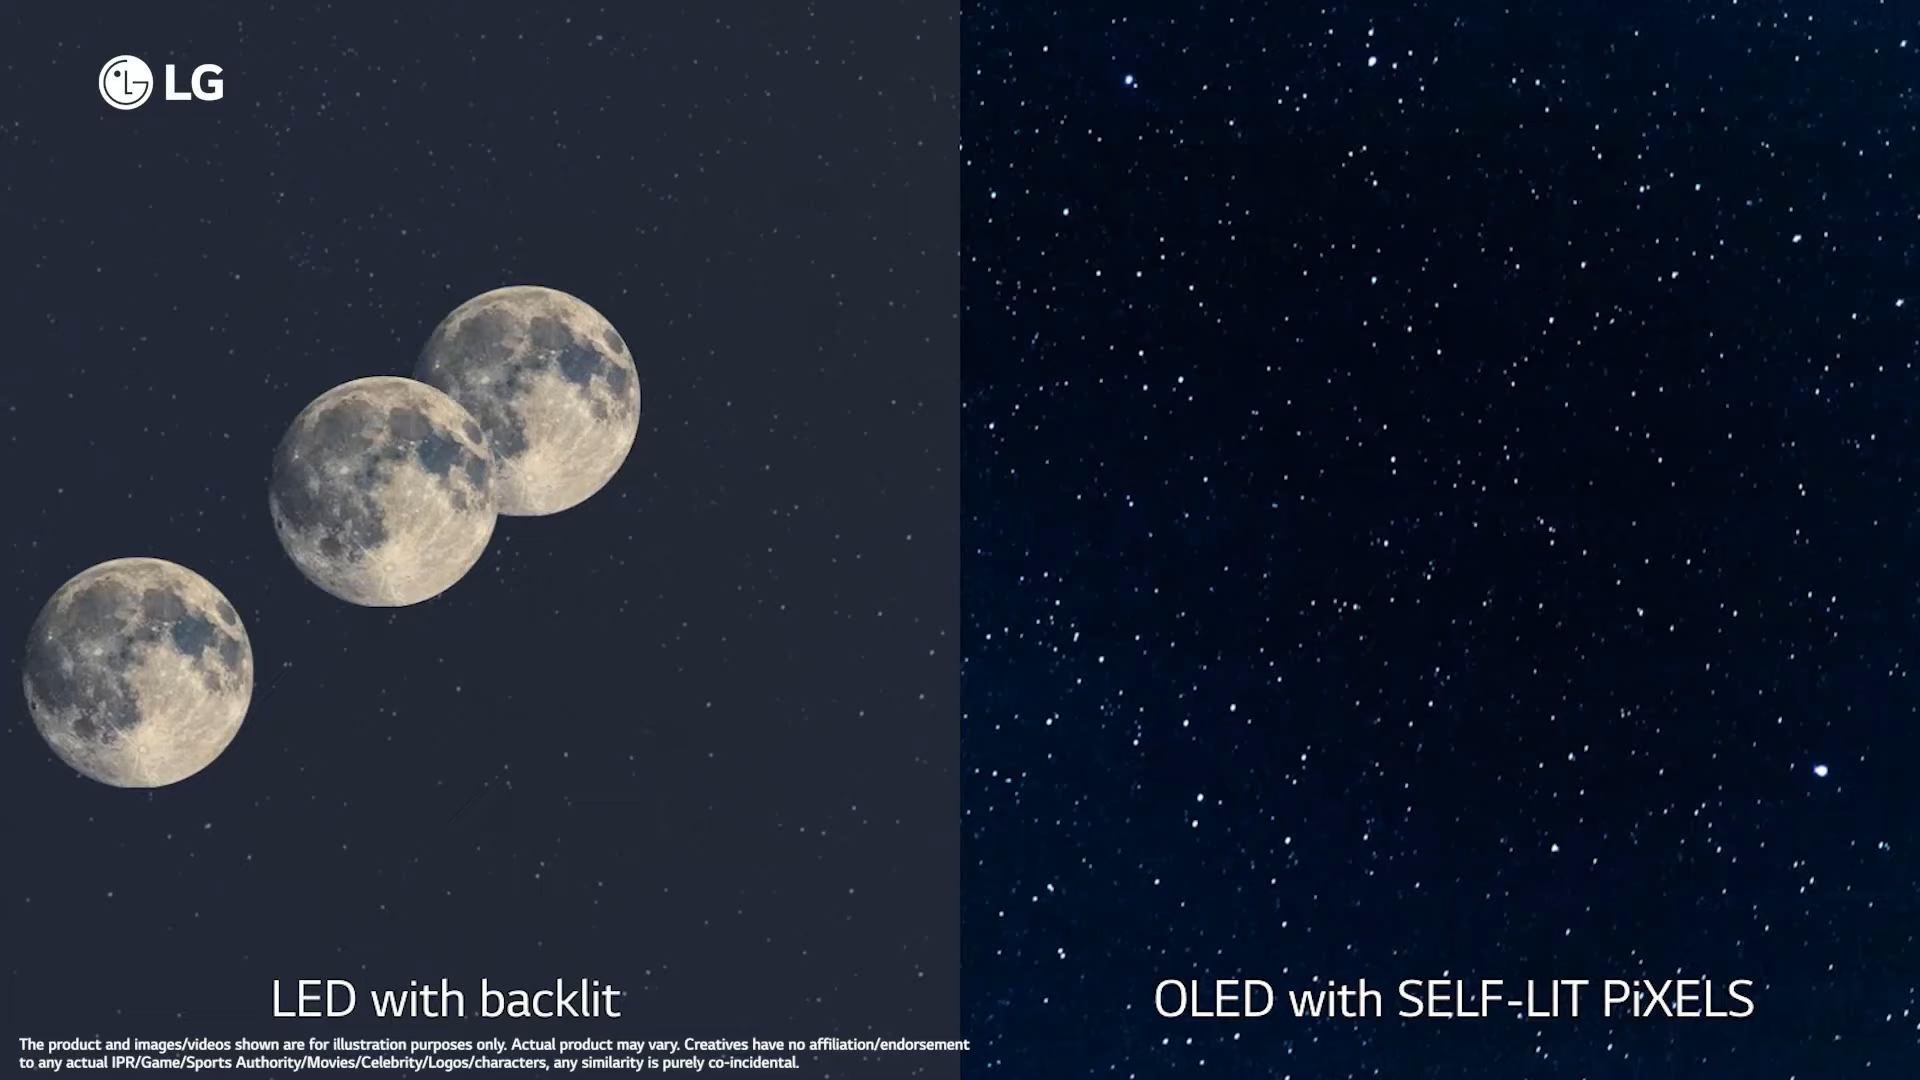 LG
LED with backlit
OLED with SELF-LIT PiXELS
The product and images/videos shown are for illustration purposes only. Actual product may vary. Creatives have no affiliation/endorsement
to any actual IPR/Game/Sports Authority/Movies/Celebrity/Logos/characters, any similarity is purely co-incidental.